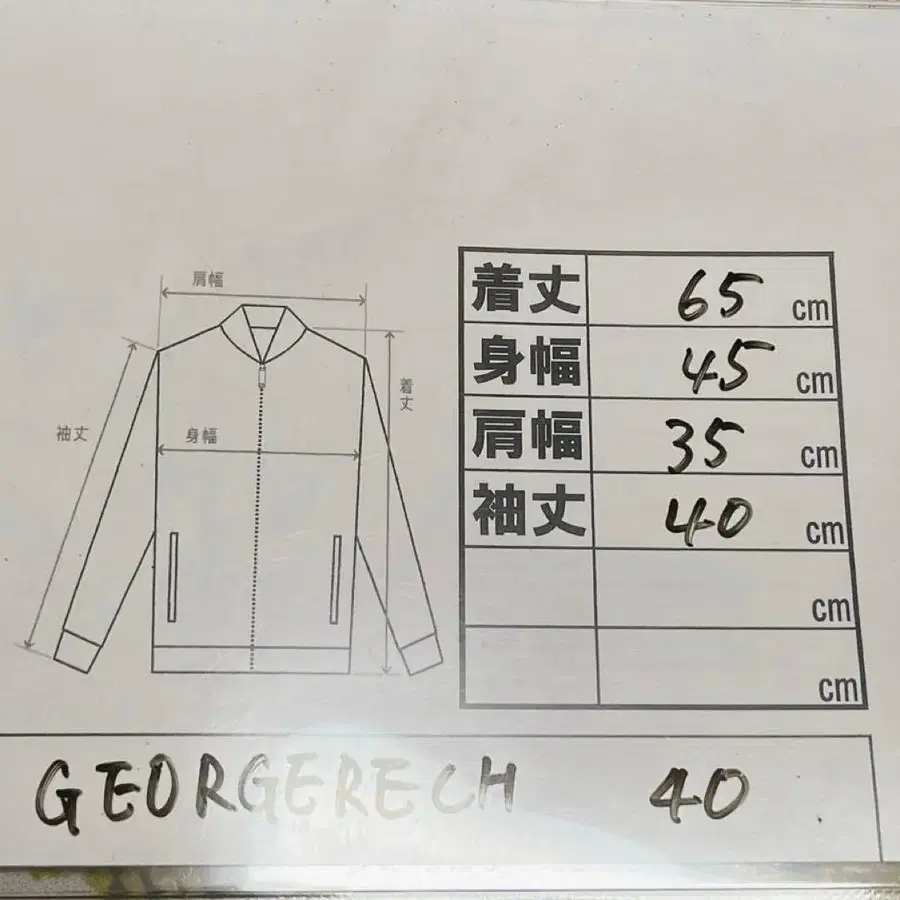 肩幅
着丈
袖丈
身幅
着丈 65 cm
身幅 45 cm
肩幅 35 cm
袖丈 40 cm
cm
cm
GEORGERECH 40